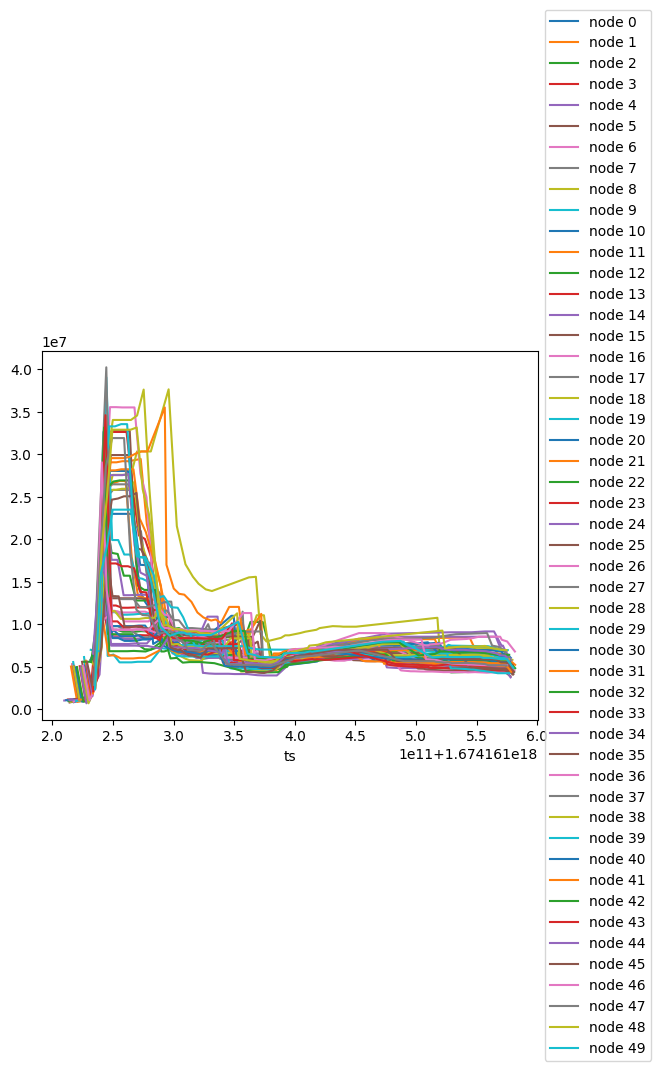 node 0
node 1
node 2
node 3
node 4
node 5
node 6
node 7
node 8
node 9
node 10
node 11
node 12
node 13
node 14
node 15
node 16
node 17
node 18
node 19
node 20
node 21
node 22
node 23
node 24
node 25
node 26
node 27
node 28
node 29
node 30
node 31
node 32
node 33
node 34
node 35
node 36
node 37
node 38
node 39
node 40
node 41
node 42
node 43
node 44
node 45
node 46
node 47
node 48
node 49
1e7
4.0
3.5
3.0
2.5
2.0
1.5
1.0
0.5
0.0
2.0 2.5 3.0 3.5 4.0 4.5 5.0 5.5 6.0
1e11+1.674161e18
ts